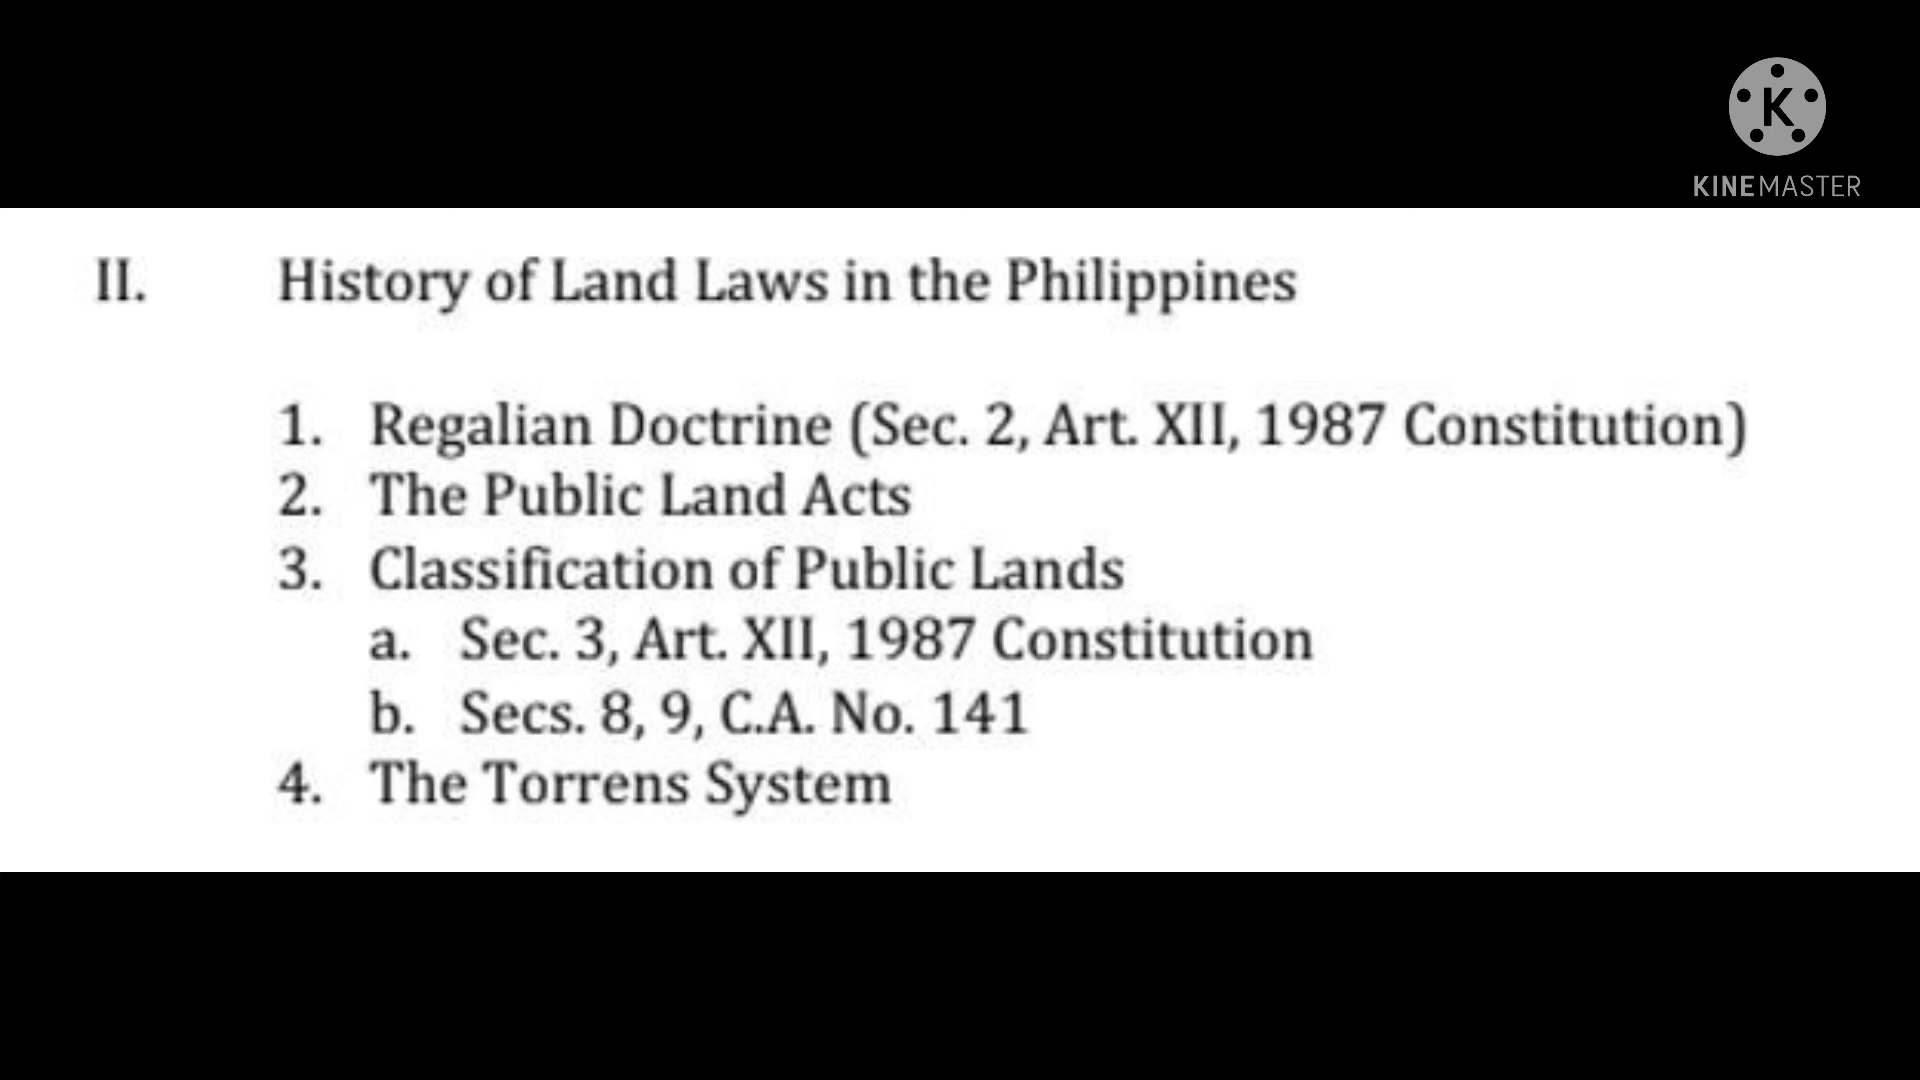 K
KINEMASTER
II. History of Land Laws in the Philippines
1. Regalian Doctrine (Sec. 2, Art. XII, 1987 Constitution)
2. The Public Land Acts
3. Classification of Public Lands
a. Sec. 3, Art. XII, 1987 Constitution
b. Secs. 8, 9, C.A. No. 141
4. The Torrens System